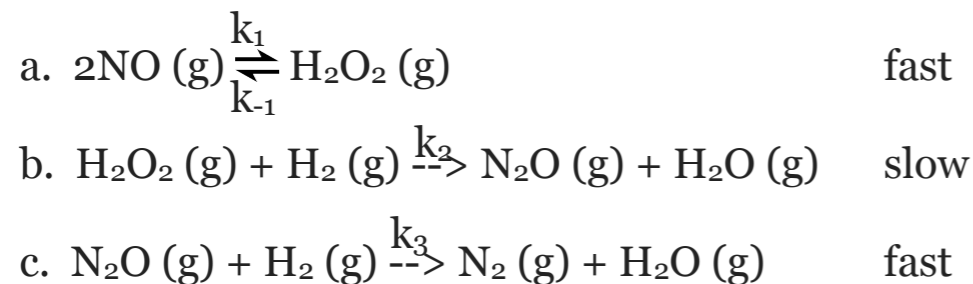 k₁
a. 2NO (g) ⇌ H₂O₂ (g) fast
k₋₁
k₂
b. H₂O₂ (g) + H₂ (g) --> N₂O (g) + H₂O (g) slow
k₃
c. N₂O (g) + H₂ (g) --> N₂ (g) + H₂O (g) fast